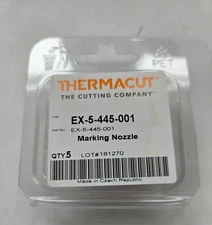 PET
THERMACUT®
THE CUTTING COMPANY®
EX-5-445-001
EX-5-445-001
Marking Nozzle
QTY.5 LOT#181270
Made in Czech Republic